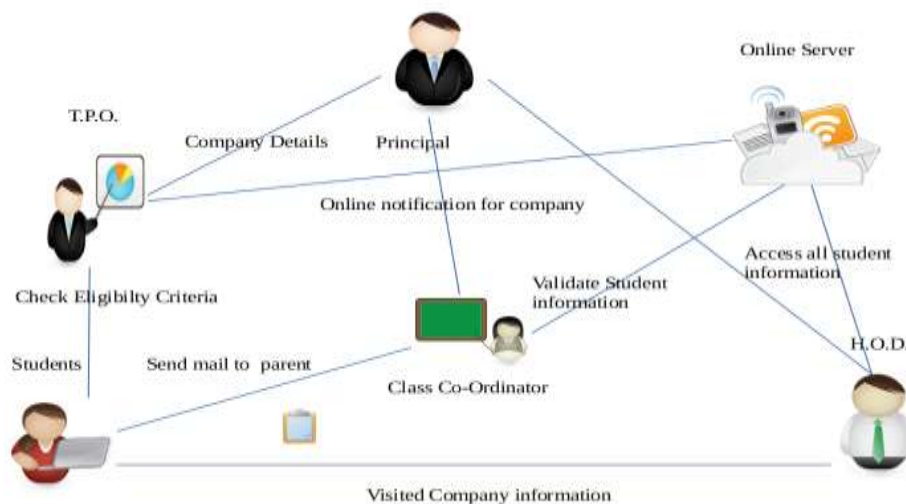 Online Server
T.P.O.
Company Details
Principal
Online notification for company
Access all student
information
Validate Student
information
Check Eligibilty Criteria
Students
Send mail to parent
H.O.D.
Class Co-Ordinator
Visited Company information